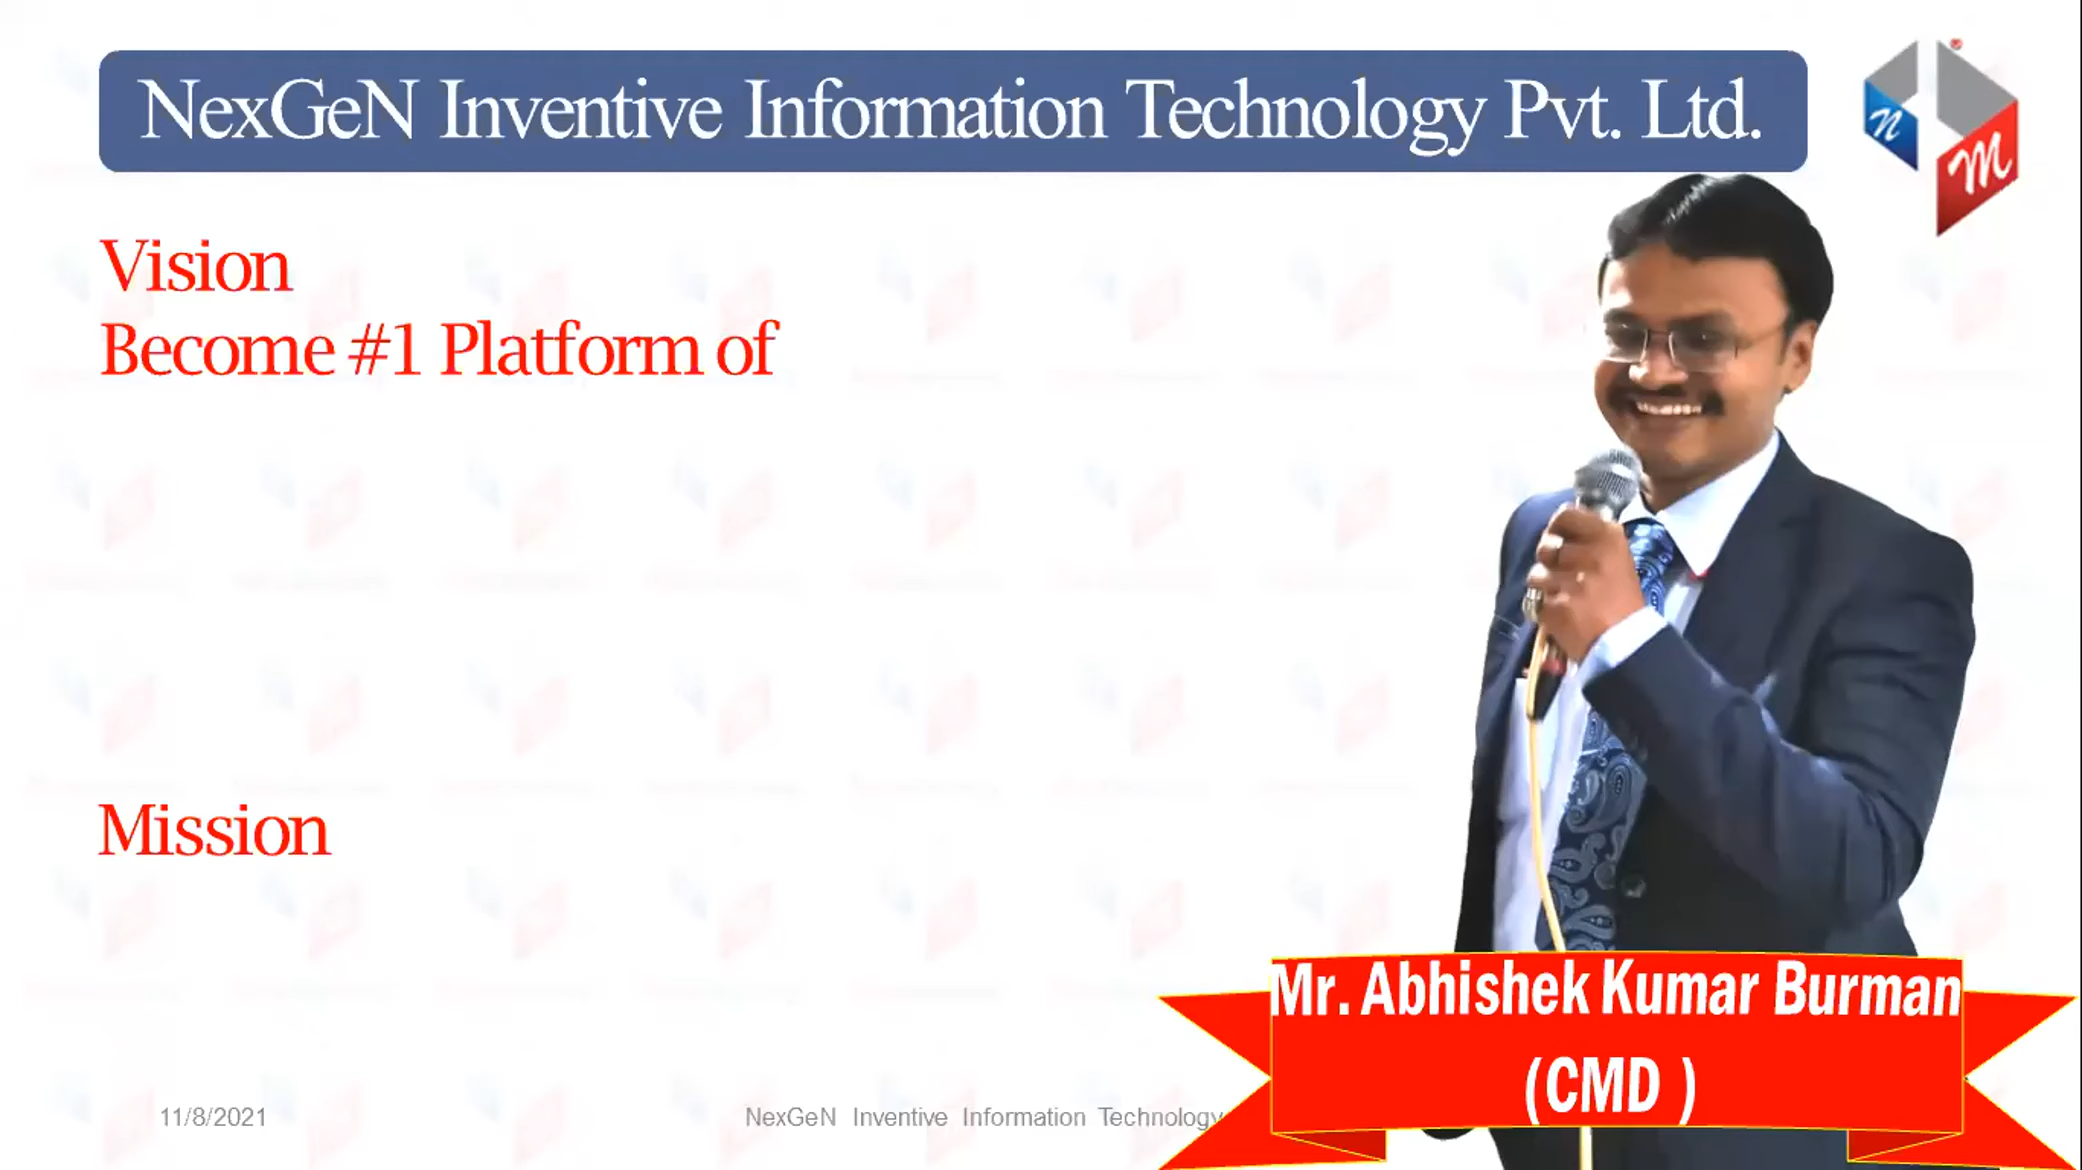 NexGeN Inventive Information Technology Pvt. Ltd.
n
M
Vision
Become #1 Platform of
Mission
Mr. Abhishek Kumar Burman
(CMD )
11/8/2021
NexGeN Inventive Information Technology